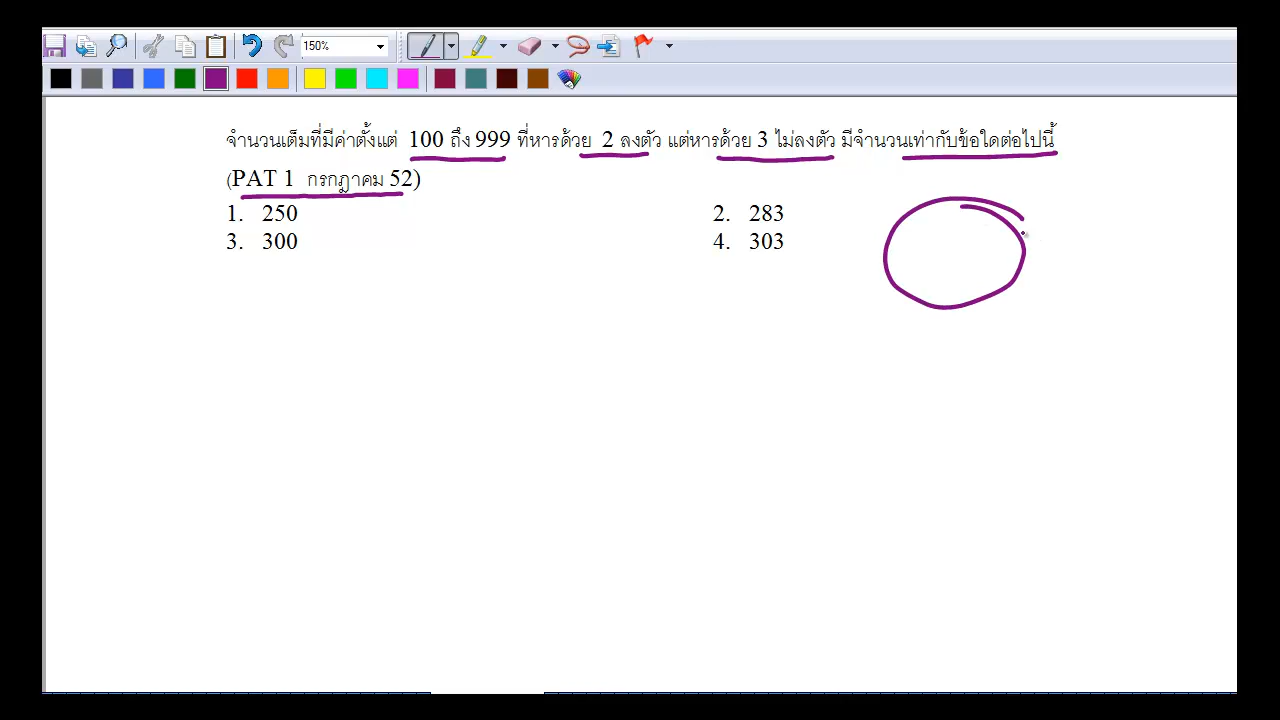 150%
จำนวนเต็มที่มีค่าตั้งแต่ 100 ถึง 999 ที่หารด้วย 2 ลงตัว แต่หารด้วย 3 ไม่ลงตัว มีจำนวนเท่ากับข้อใดต่อไปนี้
(PAT 1 กรกฎาคม 52)
1. 250 2. 283
3. 300 4. 303